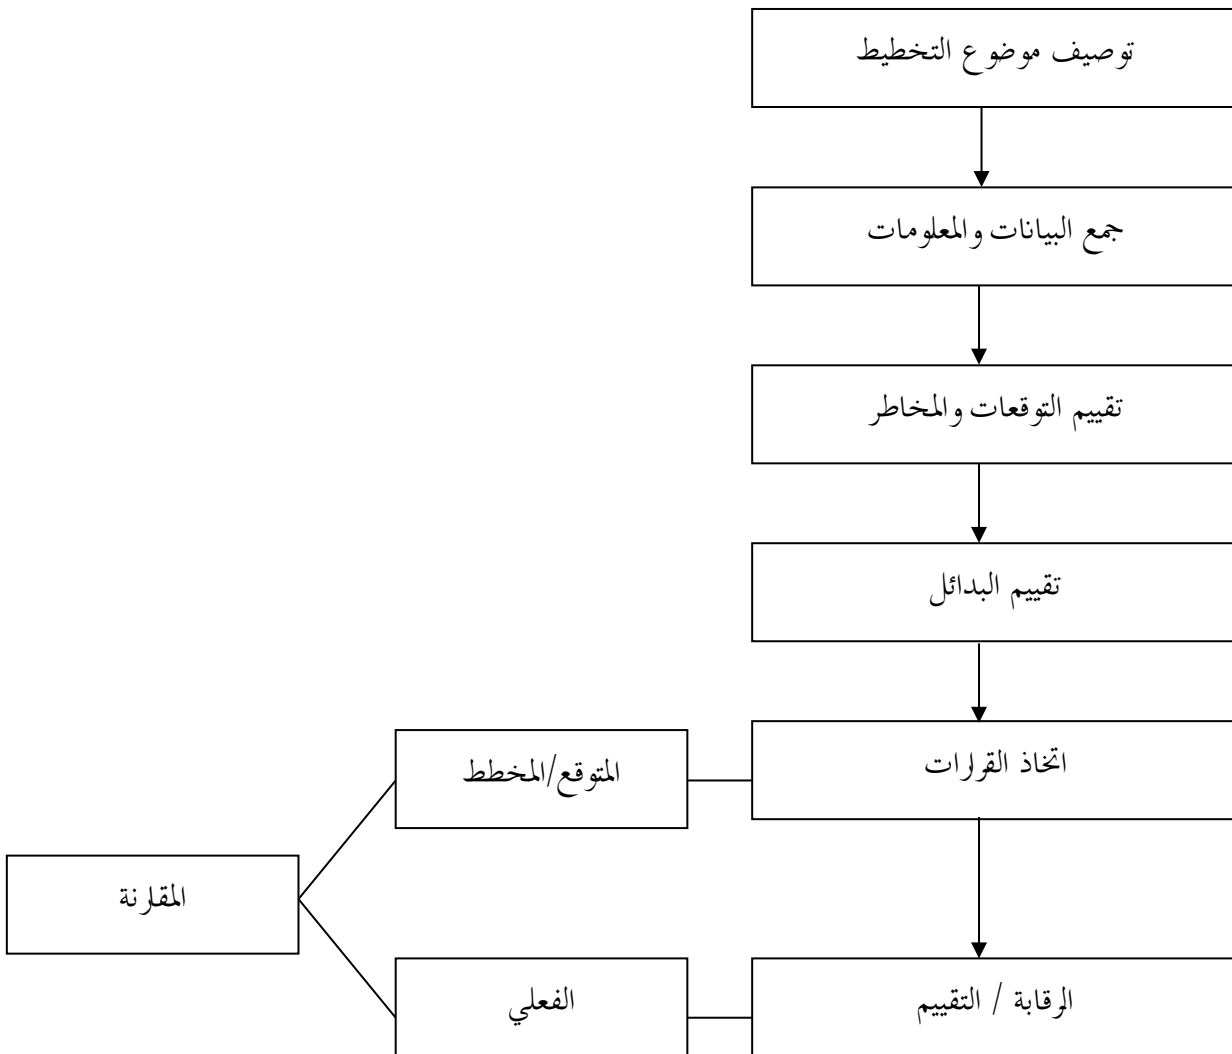 توصيف موضوع التخطيط
جمع البيانات والمعلومات
تقييم التوقعات والمخاطر
تقييم البدائل
اتخاذ القرارات
المتوقع/المخطط
المقارنة
الرقابة / التقييم
الفعلي